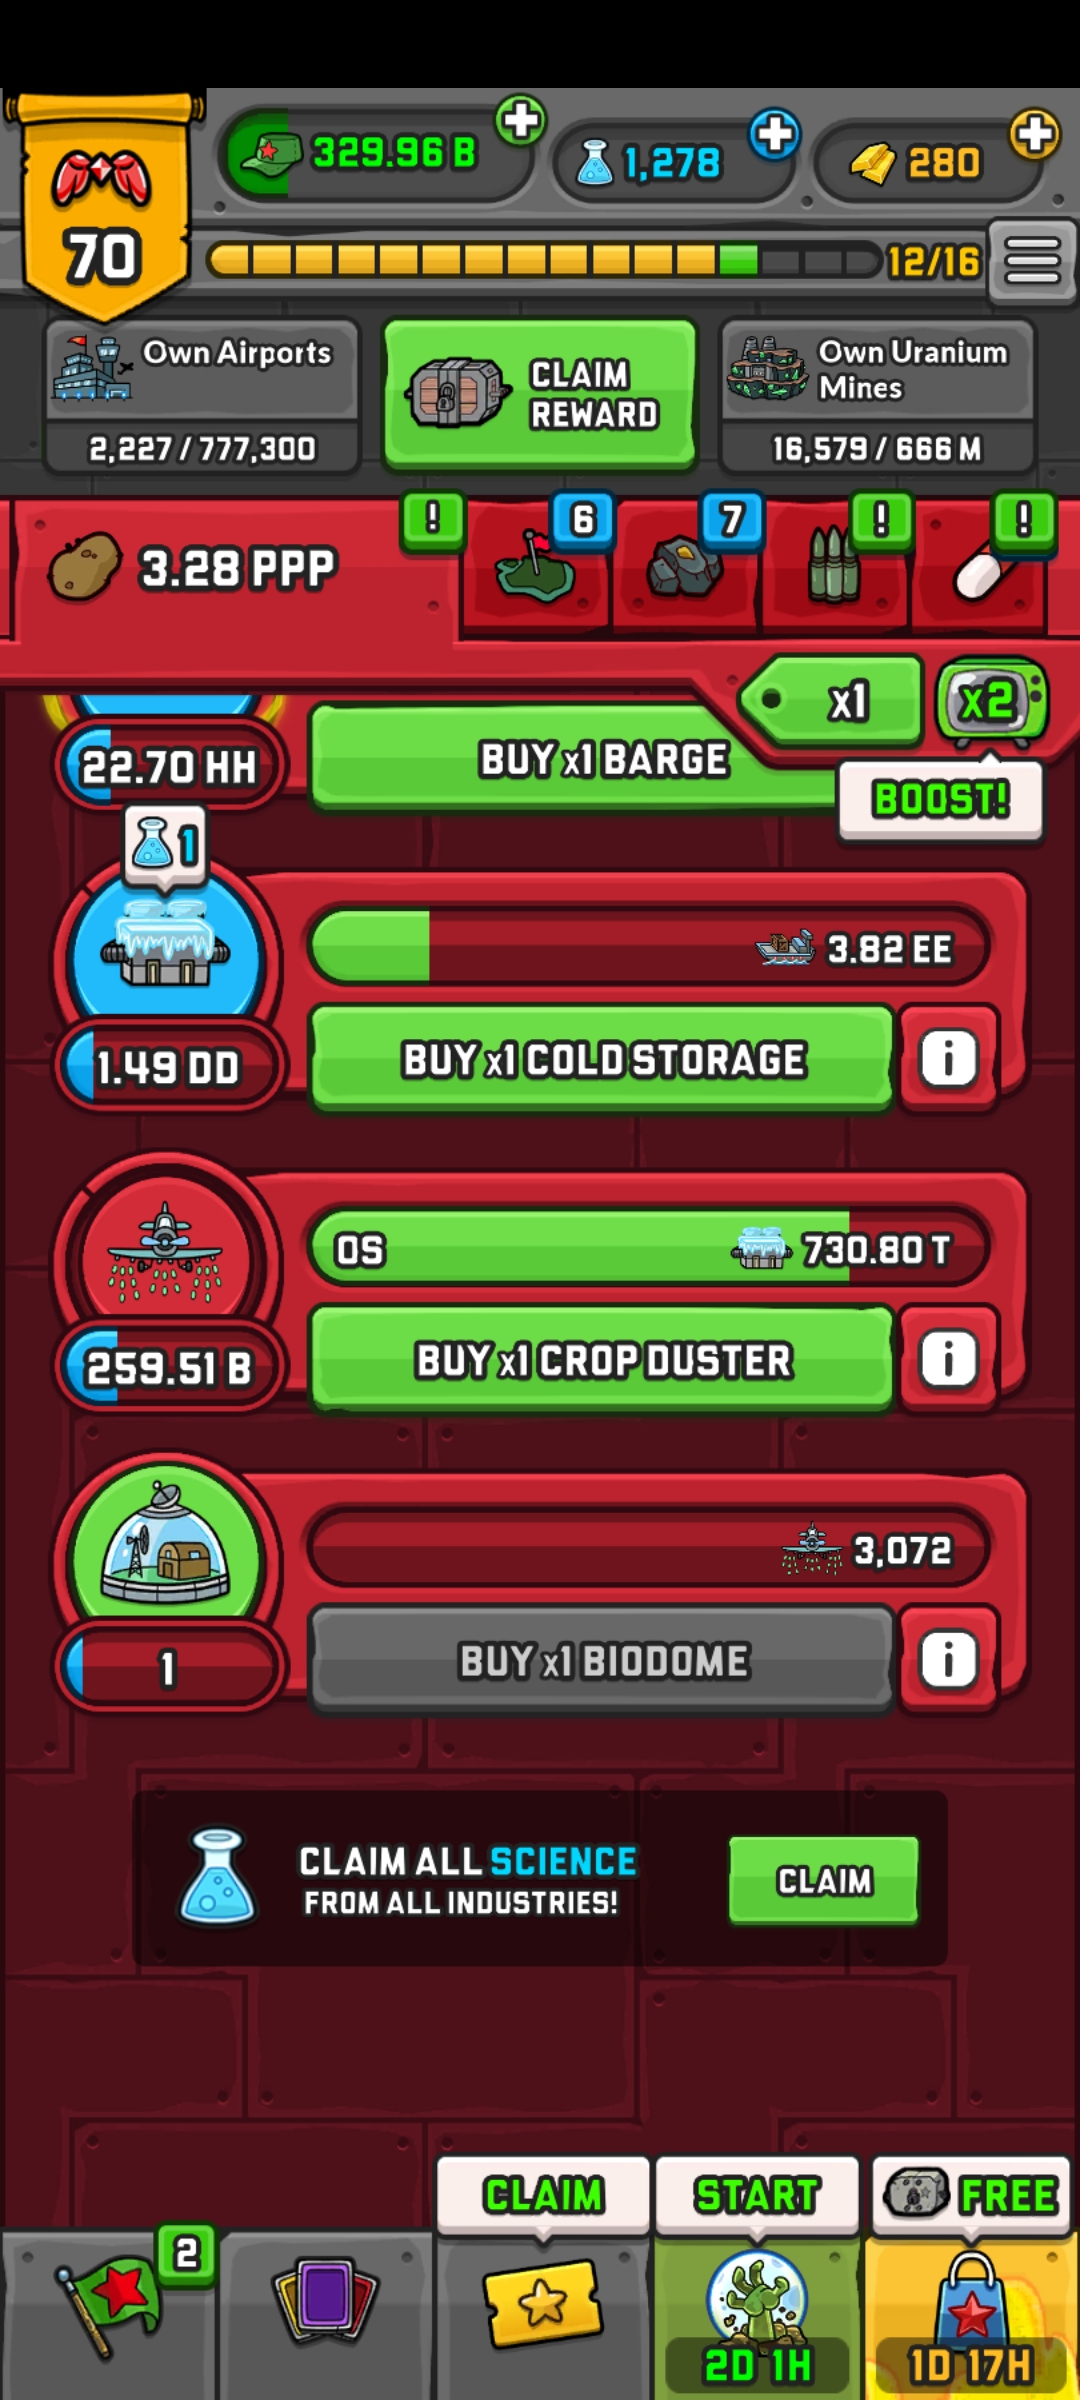 329.96 B
1,278
280
70
12/16
Own Airports
2,227 / 777,300
CLAIM
REWARD
Own Uranium
Mines
16,579 / 666 M
3.28 PPP
!
6
7
!
!
x1
x2
BOOST!
22.70 HH
BUY x1 BARGE
1
3.82 EE
1.49 DD
BUY x1 COLD STORAGE
i
0S
730.80 T
259.51 B
BUY x1 CROP DUSTER
i
3,072
1
BUY x1 BIODOME
i
CLAIM ALL SCIENCE
FROM ALL INDUSTRIES!
CLAIM
CLAIM
START
FREE
2
2D 1H
1D 17H